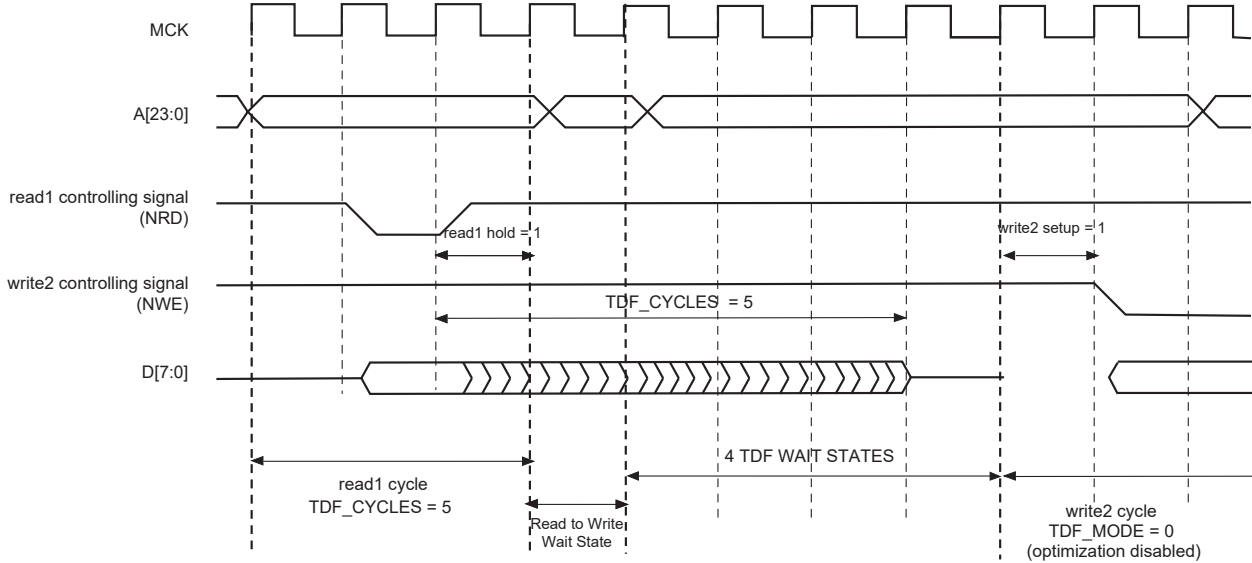 MCK
A[23:0]
read1 controlling signal
(NRD)
read1 hold = 1
write2 setup = 1
write2 controlling signal
(NWE)
TDF_CYCLES = 5
D[7:0]
4 TDF WAIT STATES
read1 cycle
TDF_CYCLES = 5
Read to Write
Wait State
write2 cycle
TDF_MODE = 0
(optimization disabled)